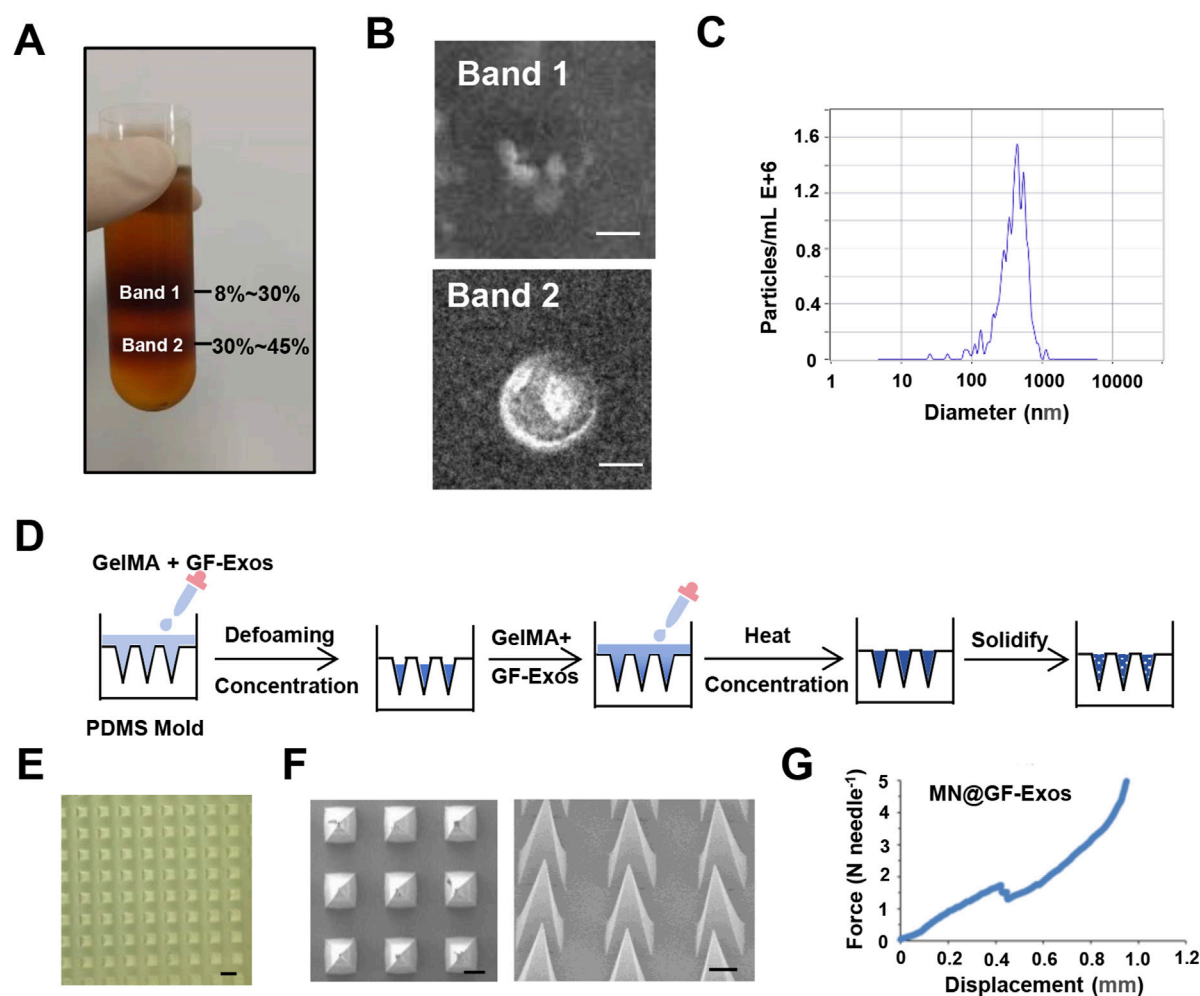 A
Band 1
8%~30%
Band 2
30%~45%
B
Band 1
Band 2
C
Particles/mL E+6
1.6
1.2
0.8
0.4
0
1
10
100
1000
10000
Diameter (nm)
D
GelMA + GF-Exos
Defoaming
Concentration
GelMA+
GF-Exos
Heat
Concentration
Solidify
PDMS Mold
E
F
G
MN@GF-Exos
Force (N needle⁻¹)
5
4
3
2
1
0
0
0.2
0.4
0.6
0.8
1.0
1.2
Displacement (mm)